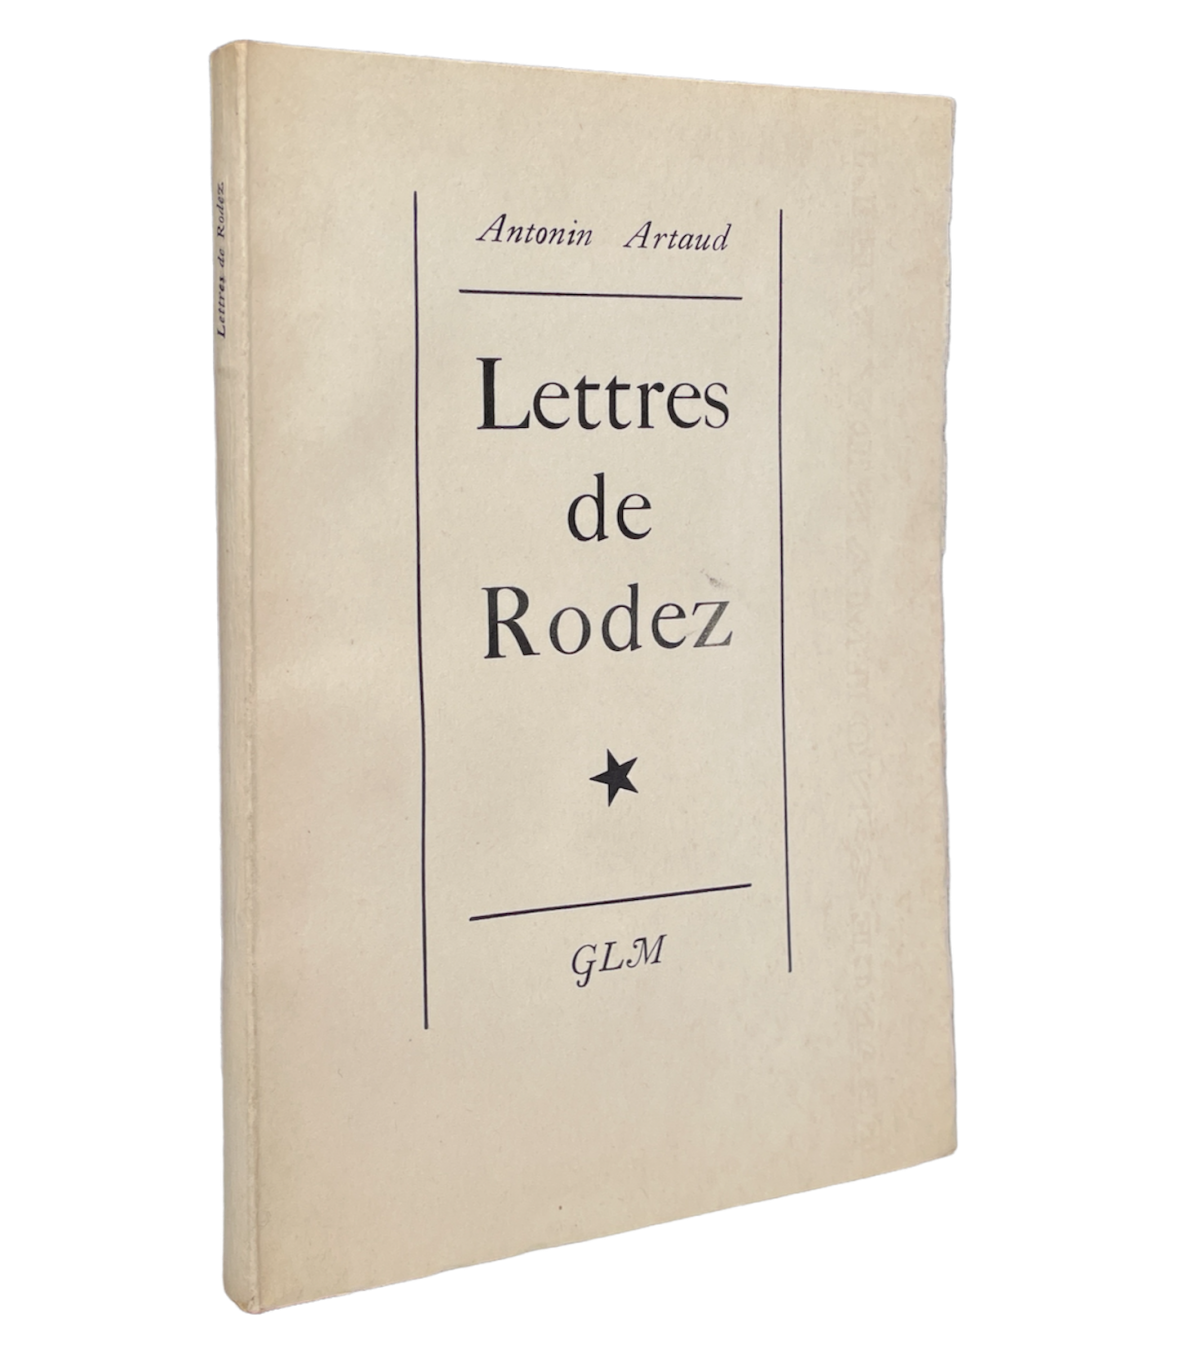 Lettres de Rodez
Antonin Artaud
Lettres
de
Rodez
GLM